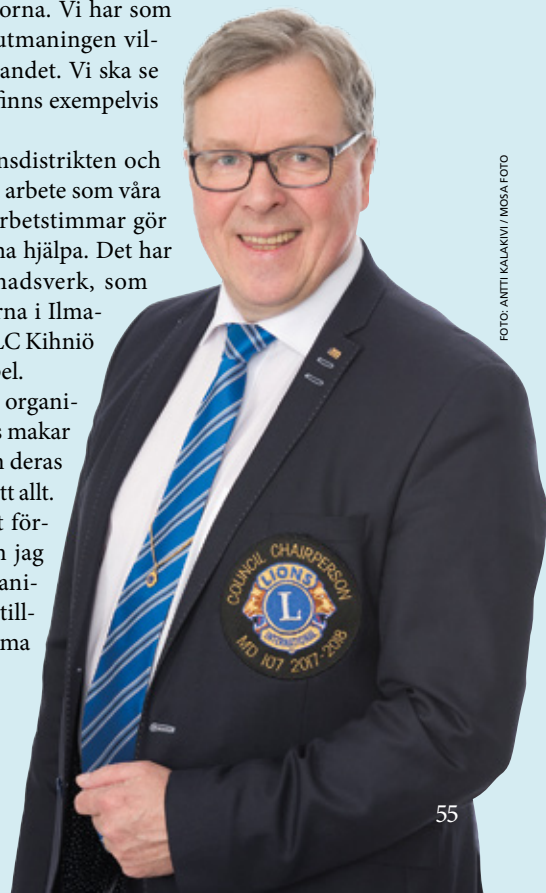 orna. Vi har som
utmaningen vil-
andet. Vi ska se
finns exempelvis
nsdistrikten och
arbete som våra
rbetstimmar gör
na hjälpa. Det har
nadsverk, som
rna i Ilma-
LC Kihniö
pel.
organi-
s makar
n deras
tt allt.
t för-
n jag
ani-
till-
ma
FOTO: ANTTI KALAKIVI / MOSA FOTO
COUNCIL CHAIRPERSON
LIONS
L
INTERNATIONAL
MD 107 2017-2018
55